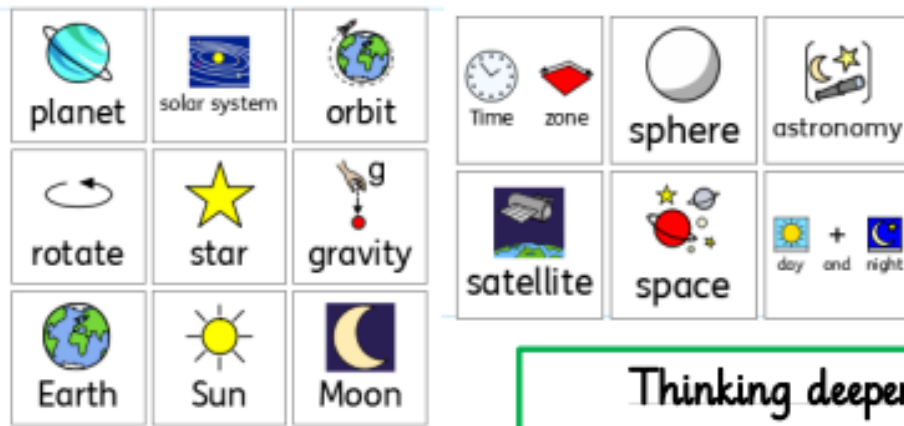 planet solar system orbit
rotate star g gravity
Earth Sun Moon
Time zone sphere astronomy
satellite space day + and night
Thinking deeper